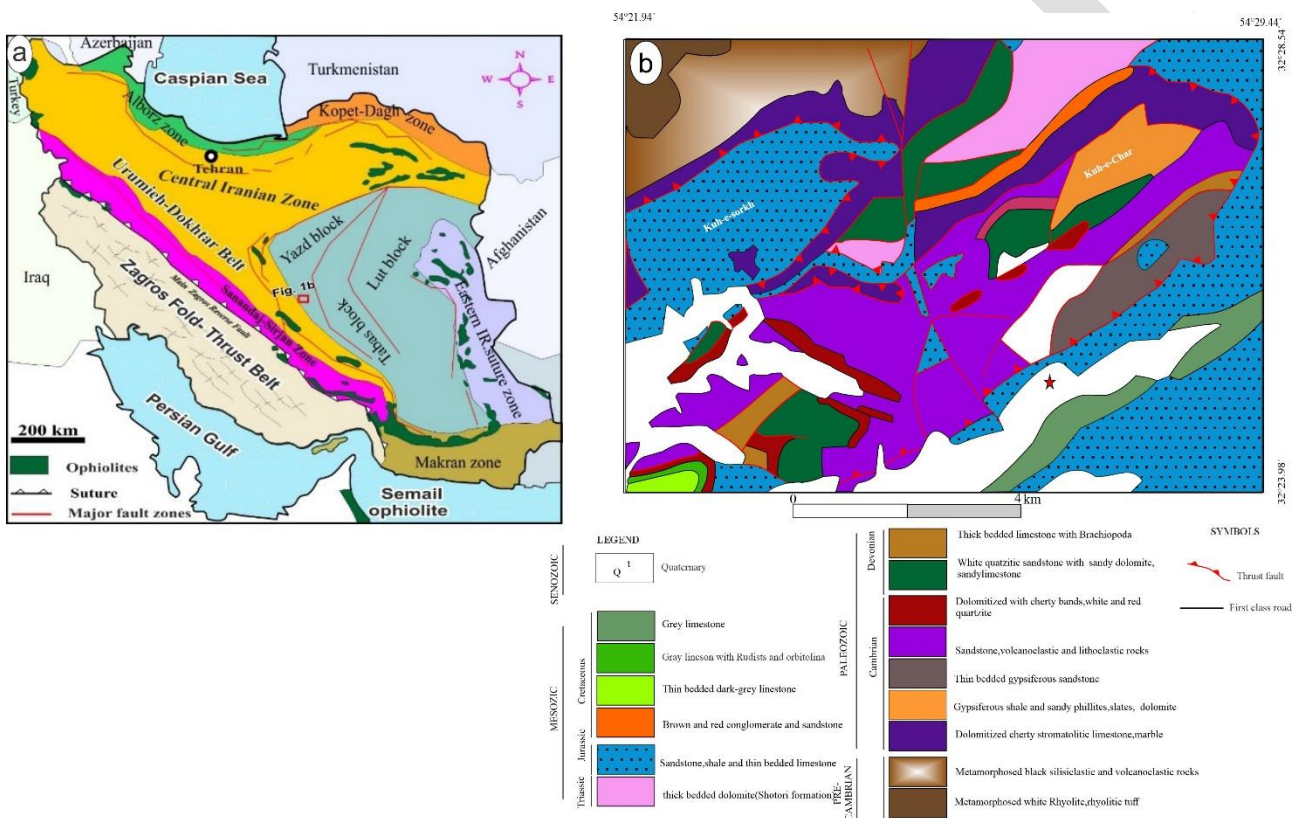 a
Azerbaijan
Turkey
Caspian Sea
Turkmenistan
N
W E
S
Alborz zone
Kopet-Dagh zone
Tehran
Central Iranian Zone
Urumieh-Dokhtar Belt
Yazd block
Lut block
Tabas block
Afghanistan
Iraq
Fig. 1b
Sanandaj-Sirjan Zone
Main Zagros Reverse Fault
Zagros Fold- Thrust Belt
Eastern IR.suture zone
Persian Gulf
200 km
Ophiolites
Suture
Major fault zones
Makran zone
Semail
ophiolite
54°21.94'
54°29.44'
b
32°28.54'
Kuh-e-sorkh
Kuh-e-Char
32°23.98'
0 4 km
LEGEND
SENOZOIC
Q t
Quaternary
MESOZIC
Cretaceous
Grey limestone
Gray lineson with Rudists and orbitolina
Thin bedded dark-grey linestone
Brown and red conglomerate and sandstone
Jurassic
Sandstone,shale and thin bedded limestone
Triassic
thick bedded dolomite(Shotori formation)
PALEOZOIC
Devonian
Thick bedded limestone with Brachiopoda
White quatzitic sandstone with sandy dolomite,
sandylimestone
Cambrian
Dolomitized with cherty bands,white and red
quartzite
Sandstone,volcanoclastic and lithoclastic rocks
Thin bedded gypsiferous sandstone
Gypsiferous shale and sandy phillites,slates, dolomite
Dolomitized cherty stromatolitic limestone,marble
PRE-
CAMBRIAN
Metamorphosed black silisiclastic and volcanoclastic rocks
Metamorphosed white Rhyolite,rhyolitic tuff
SYMBOLS
Thrust fault
First class road